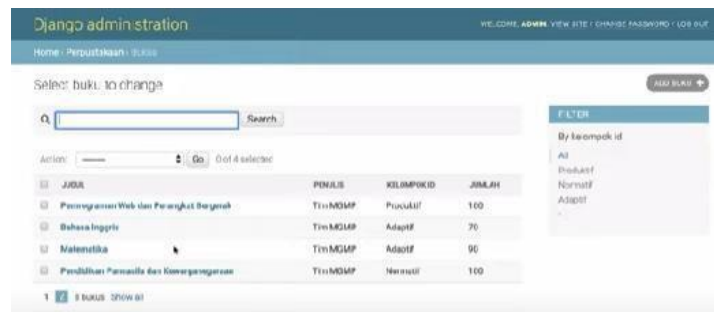 Django administration
WELCOME, ADMIN. VIEW SITE / CHANGE PASSWORD / LOG OUT
Home › Perpustakaan › Bukus
Select buku to change
ADD BUKU +
Search
Action: ------ Go 0 of 4 selected
JUDUL PENULIS KELOMPOK ID JUMLAH
Pemrograman Web dan Perangkat Bergerak Tim MGMP Produktif 100
Bahasa Inggris Tim MGMP Adaptif 70
Matematika Tim MGMP Adaptif 90
Pendidikan Pancasila dan Kewarganegaraan Tim MGMP Normatif 100
1 2 bukus Show all
FILTER
By kelompok id
All
Produktif
Normatif
Adaptif
-